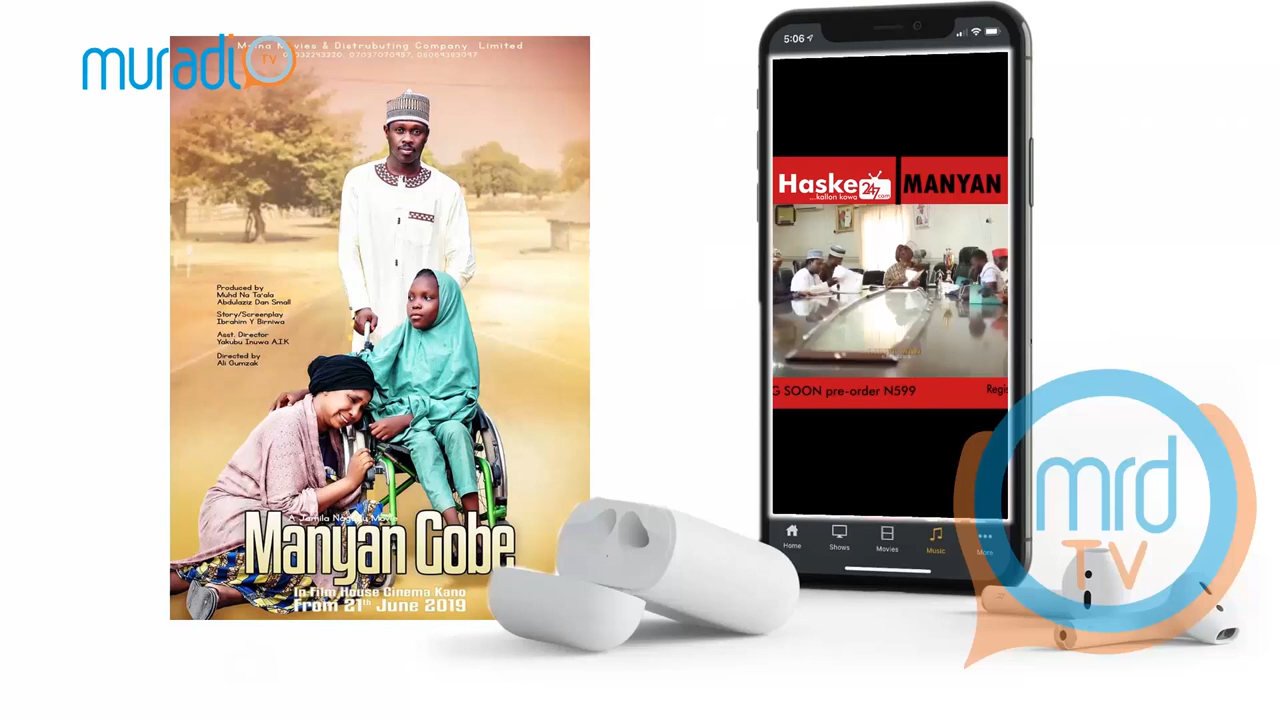 muradi TV
Maina Movies & Distrubuting Company Limited
Produced by
Muhd Na Ta'ala
Abdulaziz Dan Small
Story/Screenplay
Ibrahim Y Birniwa
Asst. Director
Yakubu Inuwa A.I.K
Directed by
Ali Gumzak
Manyan Gobe
In Film House Cinema Kano
From 21th June 2019
5:06
Haske 247.com
...kallon kowa
MANYAN
G SOON pre-order N599
Regis
Home
Shows
Movies
Music
More
mrd
TV